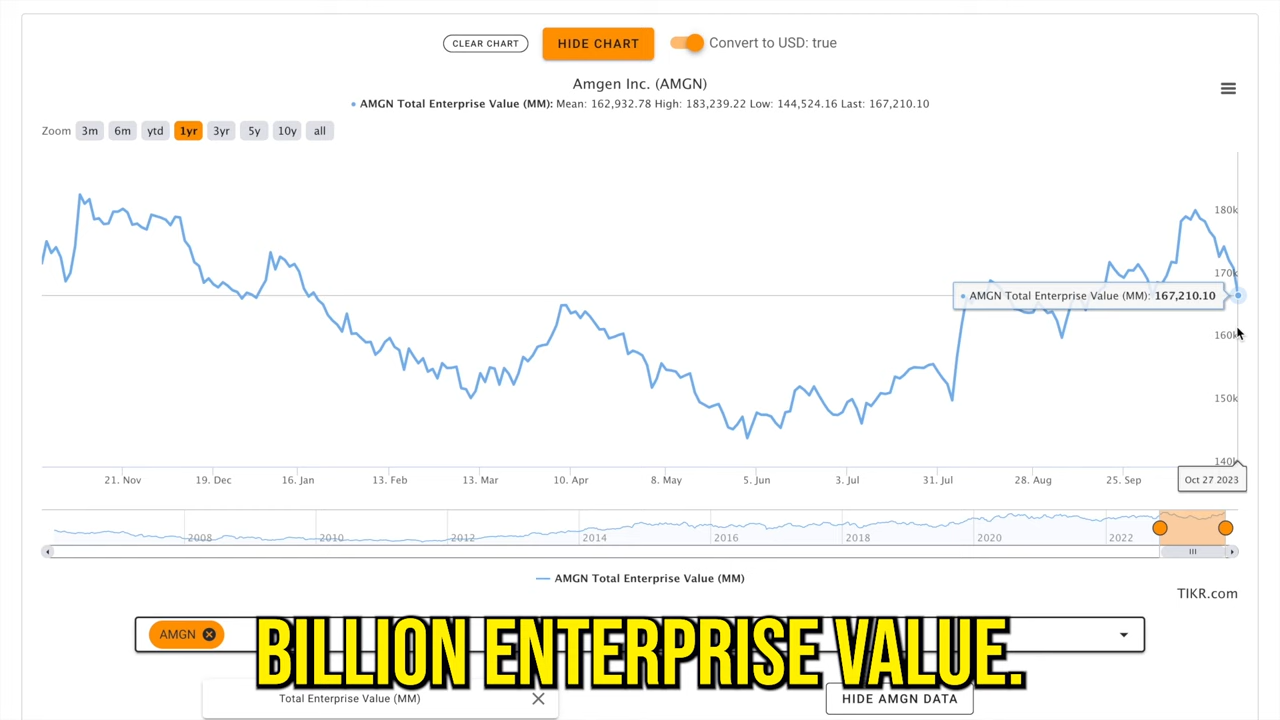 CLEAR CHART
HIDE CHART
Convert to USD: true
Amgen Inc. (AMGN)
AMGN Total Enterprise Value (MM): Mean: 162,932.78 High: 183,239.22 Low: 144,524.16 Last: 167,210.10
Zoom 3m 6m ytd 1yr 3yr 5y 10y all
180k
170k
AMGN Total Enterprise Value (MM): 167,210.10
160k
150k
140k
21. Nov 19. Dec 16. Jan 13. Feb 13. Mar 10. Apr 8. May 5. Jun 3. Jul 31. Jul 28. Aug 25. Sep
Oct 27 2023
2008 2010 2012 2014 2016 2018 2020 2022
AMGN Total Enterprise Value (MM)
TIKR.com
AMGN
BILLION ENTERPRISE VALUE.
Total Enterprise Value (MM)
HIDE AMGN DATA